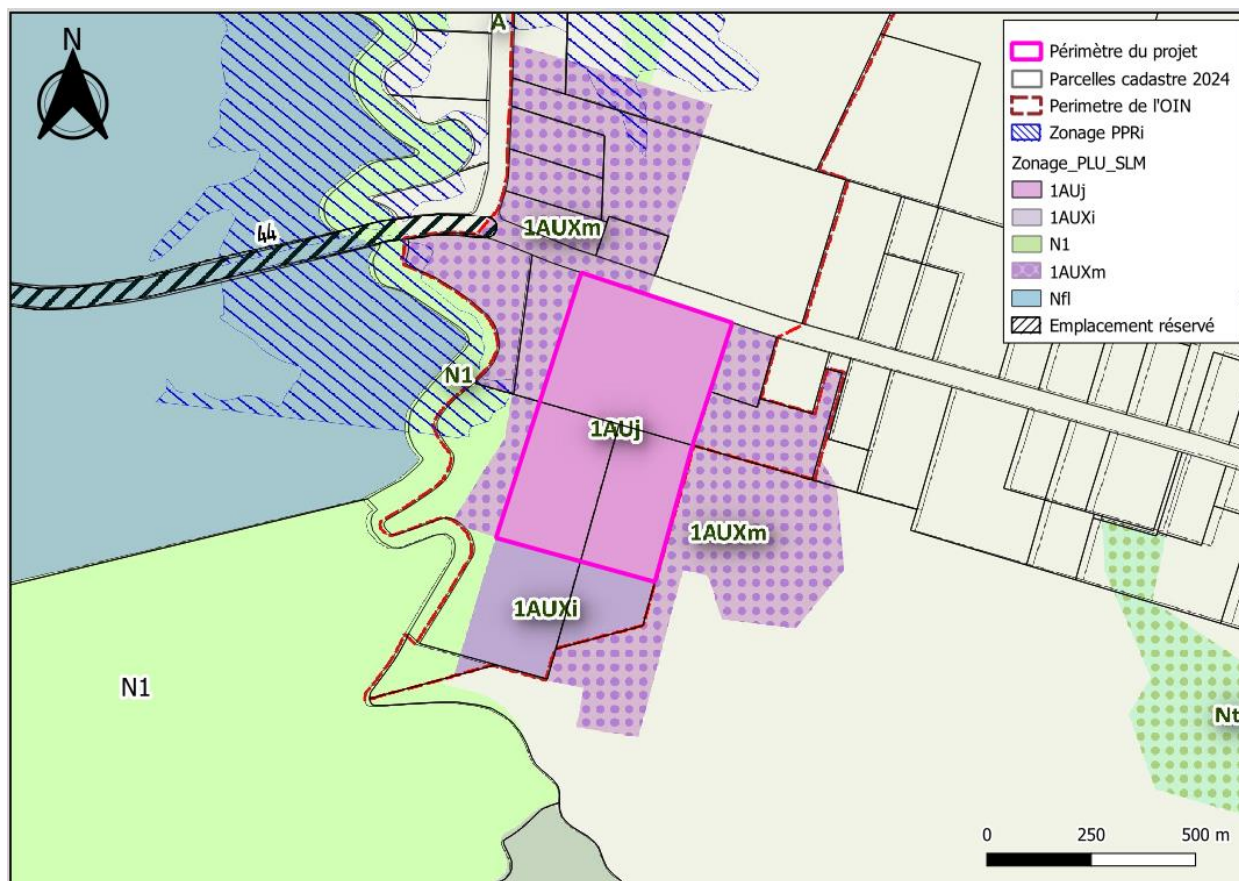 A
N
Périmètre du projet
Parcelles cadastre 2024
Perimetre de l'OIN
Zonage PPRi
Zonage_PLU_SLM
1AUj
1AUXi
N1
1AUXm
Nfl
Emplacement réservé
44
1AUXm
N1
1AUj
1AUXm
1AUXi
N1
Nt
0 250 500 m